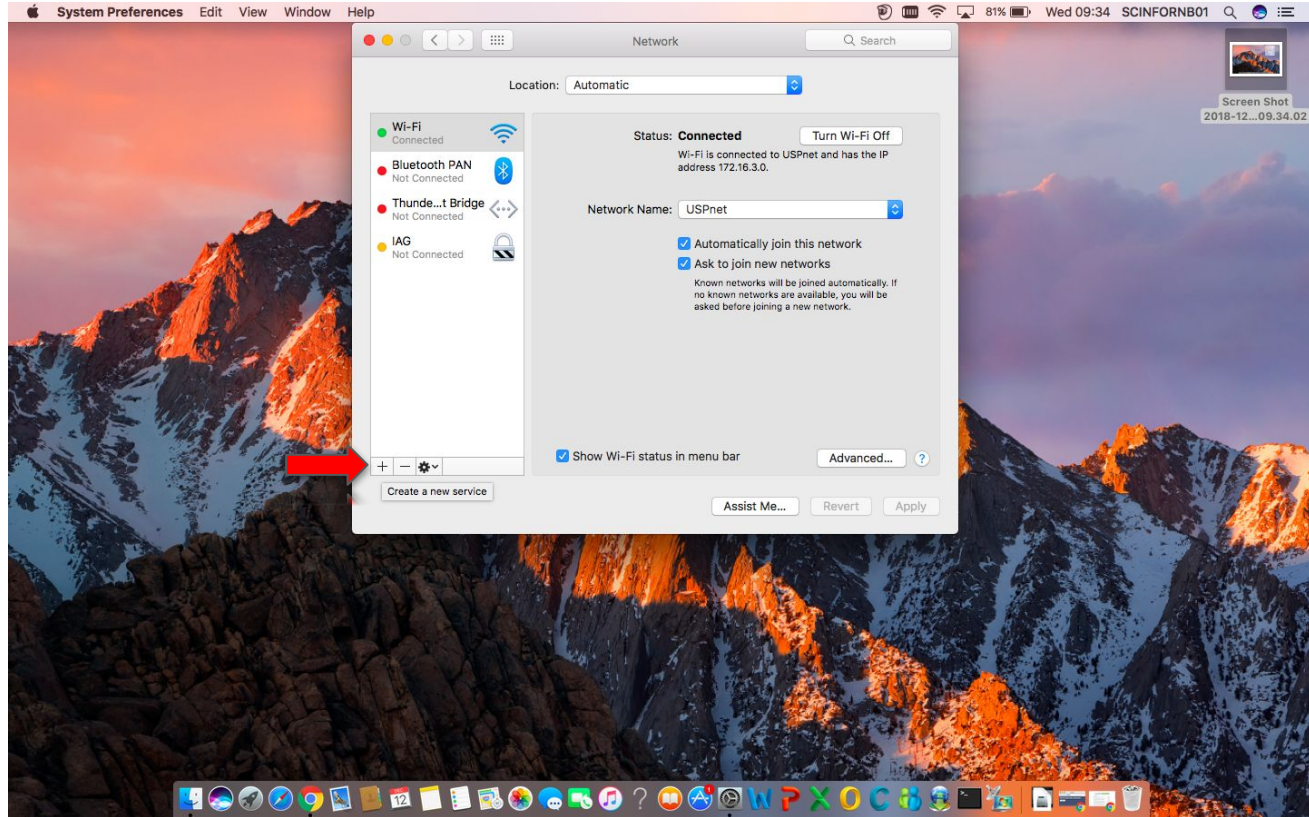 System Preferences Edit View Window Help
81% Wed 09:34 SCINFORNB01
Network
Search
Location: Automatic
Wi-Fi
Connected
Bluetooth PAN
Not Connected
Thunde...t Bridge
Not Connected
IAG
Not Connected
Status: Connected
Turn Wi-Fi Off
Wi-Fi is connected to USPnet and has the IP
address 172.16.3.0.
Network Name: USPnet
Automatically join this network
Ask to join new networks
Known networks will be joined automatically. If
no known networks are available, you will be
asked before joining a new network.
Show Wi-Fi status in menu bar
Advanced... ?
Create a new service
Assist Me... Revert Apply
Screen Shot
2018-12...09.34.02
12